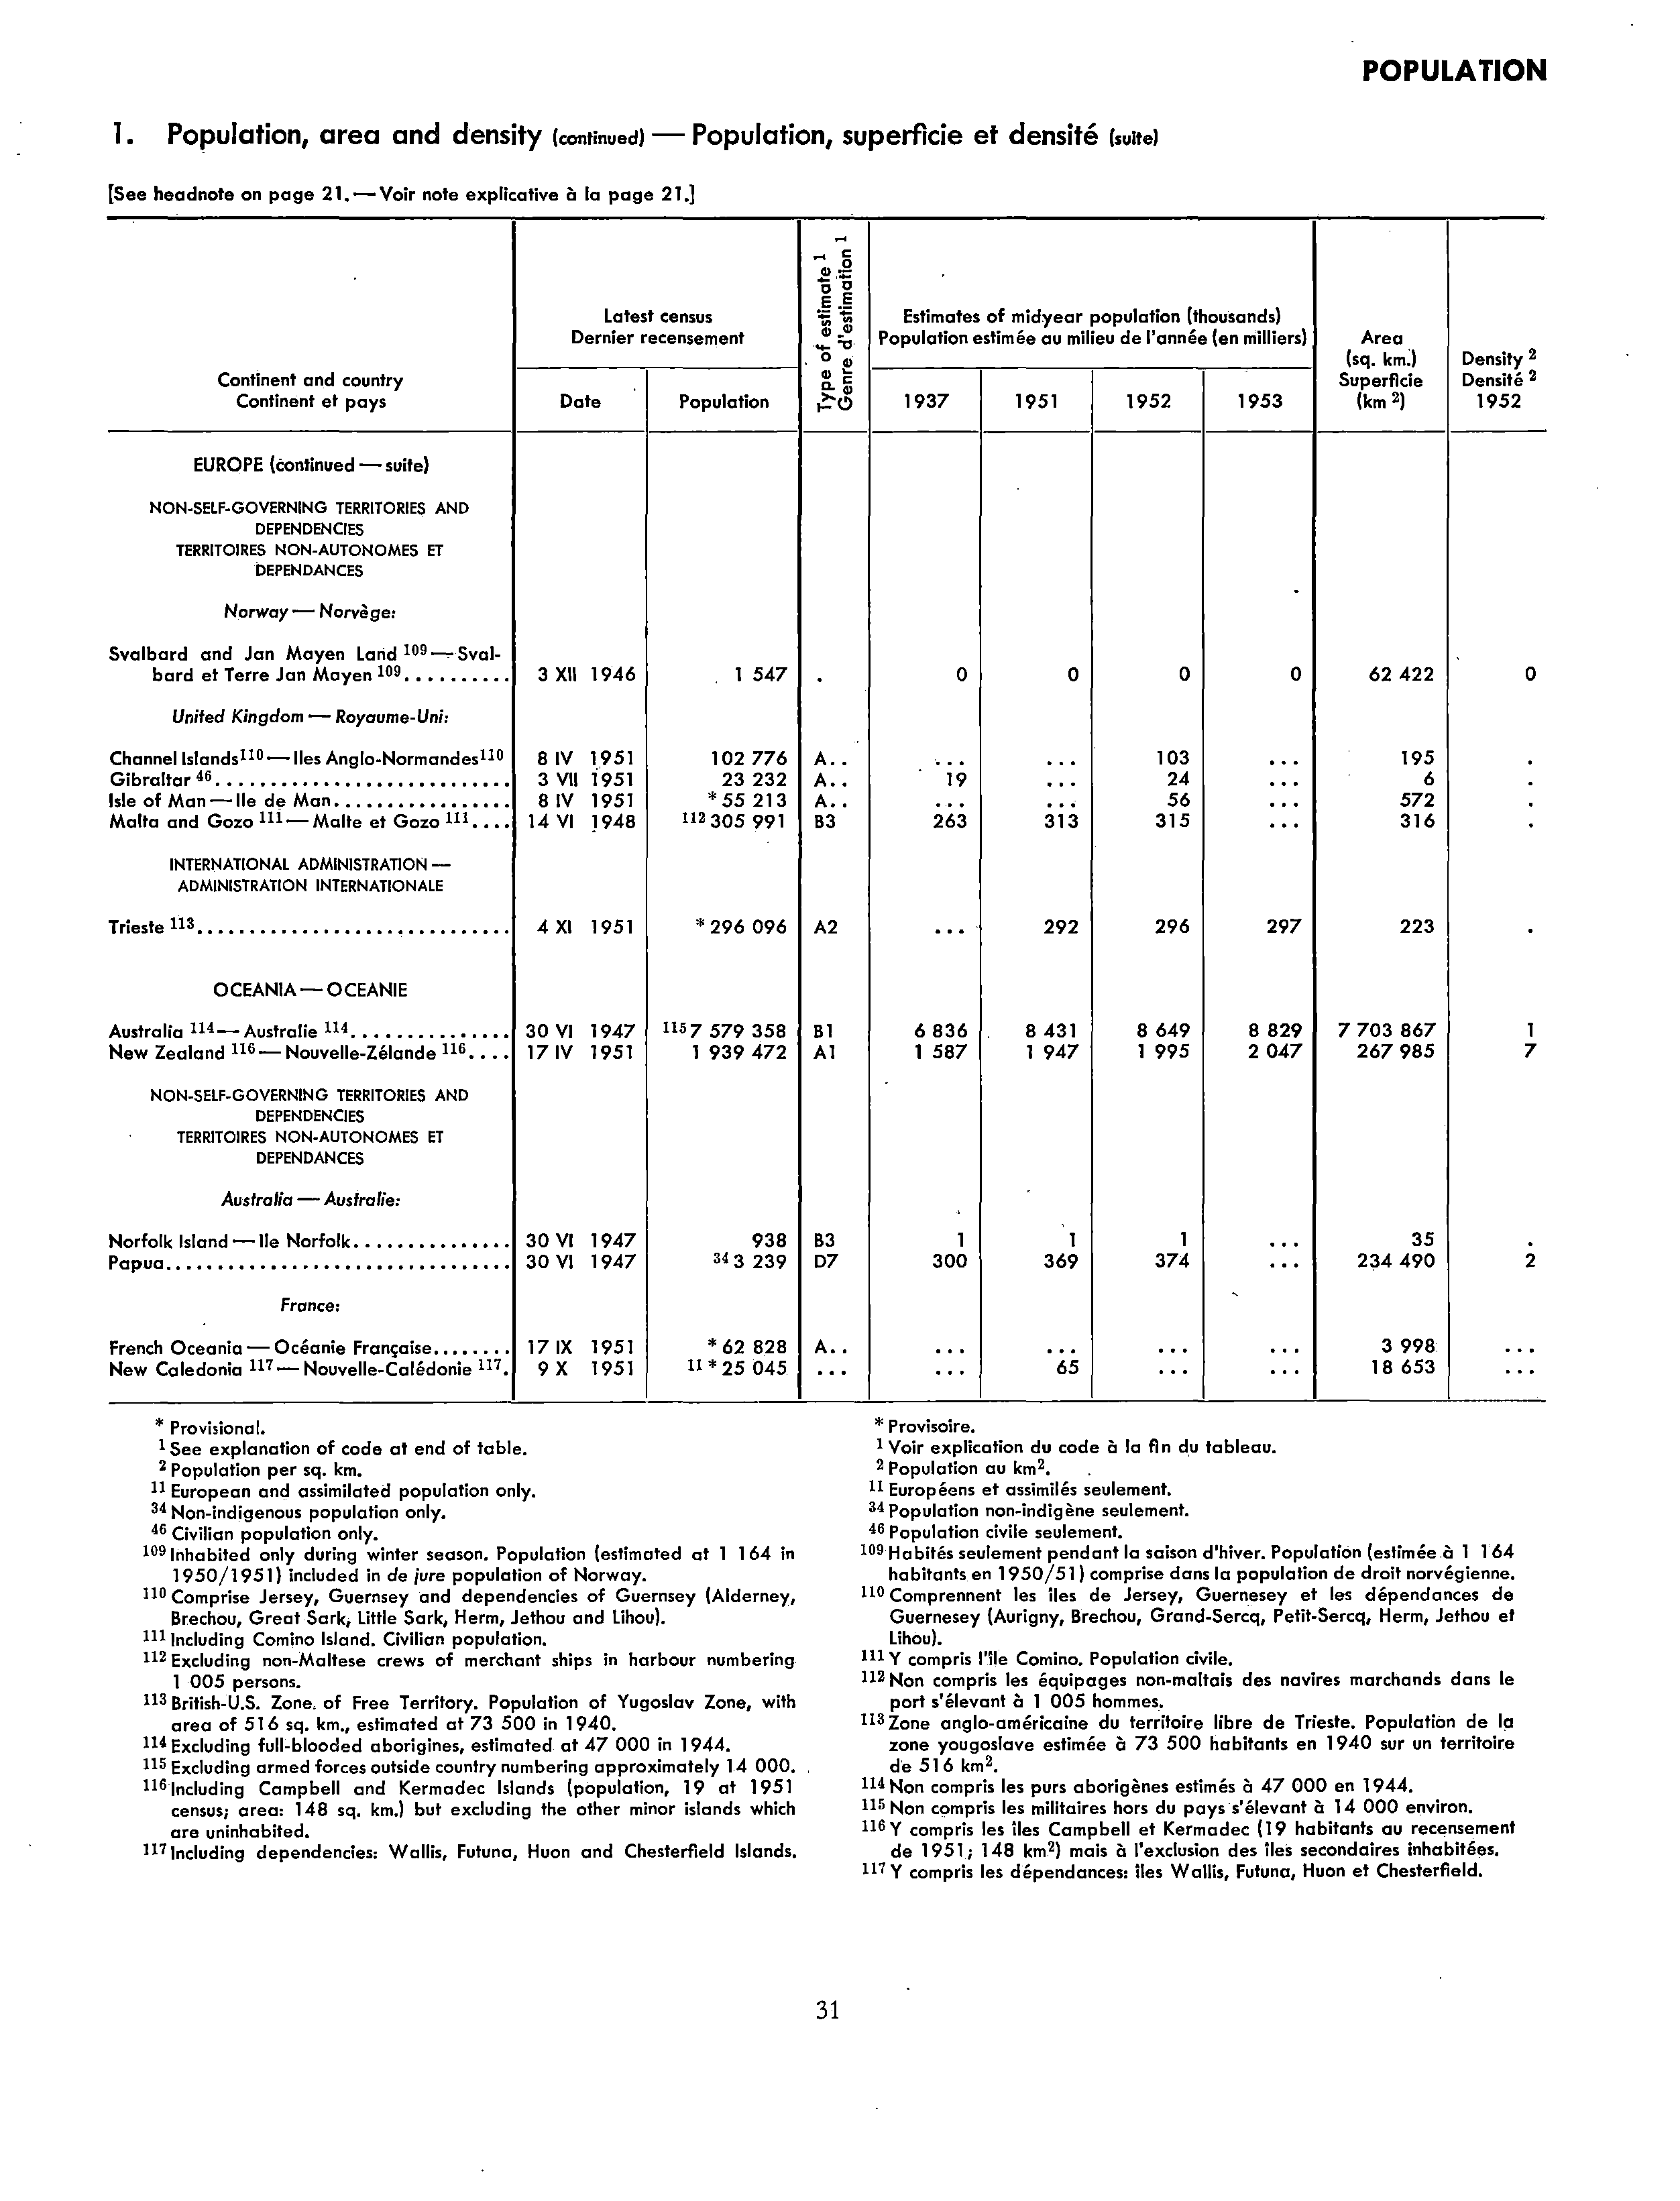 POPULATION
1. Population, area and density (continued) — Population, superficie et densité (suite)
[See headnote on page 21. — Voir note explicative à la page 21.]
Continent and country
Continent et pays
Latest census
Dernier recensement
Date
Population
Type of estimate 1
Genre d'estimation 1
Estimates of midyear population (thousands)
Population estimée au milieu de l'année (en milliers)
1937 1951 1952 1953
Area
(sq. km.)
Superficie
(km 2)
Density 2
Densité 2
1952
EUROPE (continued — suite)
NON-SELF-GOVERNING TERRITORIES AND
DEPENDENCIES
TERRITOIRES NON-AUTONOMES ET
DEPENDANCES
Norway — Norvège:
Svalbard and Jan Mayen Land 109 — Sval-
bard et Terre Jan Mayen 109.......... 3 XII 1946 1 547 . 0 0 0 0 62 422 0
United Kingdom — Royaume-Uni:
Channel Islands110 — Iles Anglo-Normandes110 8 IV 1951 102 776 A.. ... ... 103 ... 195 .
Gibraltar 46............................ 3 VII 1951 23 232 A.. 19 ... 24 ... 6 .
Isle of Man — Ile de Man................. 8 IV 1951 * 55 213 A.. ... ... 56 ... 572 .
Malta and Gozo 111 — Malte et Gozo 111.... 14 VI 1948 112 305 991 B3 263 313 315 ... 316 .
INTERNATIONAL ADMINISTRATION —
ADMINISTRATION INTERNATIONALE
Trieste 113.............................. 4 XI 1951 * 296 096 A2 ... 292 296 297 223 .
OCEANIA — OCEANIE
Australia 114 — Australie 114............... 30 VI 1947 115 7 579 358 B1 6 836 8 431 8 649 8 829 7 703 867 1
New Zealand 116 — Nouvelle-Zélande 116.... 17 IV 1951 1 939 472 A1 1 587 1 947 1 995 2 047 267 985 7
NON-SELF-GOVERNING TERRITORIES AND
DEPENDENCIES
TERRITOIRES NON-AUTONOMES ET
DEPENDANCES
Australia — Australie:
Norfolk Island — Ile Norfolk............... 30 VI 1947 938 B3 1 1 1 ... 35 .
Papua................................. 30 VI 1947 34 3 239 D7 300 369 374 ... 234 490 2
France:
French Oceania — Océanie Française........ 17 IX 1951 * 62 828 A.. ... ... ... ... 3 998 ...
New Caledonia 117 — Nouvelle-Calédonie 117. 9 X 1951 11 * 25 045 ... ... 65 ... ... 18 653 ...
* Provisional.
1 See explanation of code at end of table.
2 Population per sq. km.
11 European and assimilated population only.
34 Non-indigenous population only.
46 Civilian population only.
109 Inhabited only during winter season. Population (estimated at 1 164 in
1950/1951) included in de jure population of Norway.
110 Comprise Jersey, Guernsey and dependencies of Guernsey (Alderney,
Brechou, Great Sark, Little Sark, Herm, Jethou and Lihou).
111 Including Comino Island. Civilian population.
112 Excluding non-Maltese crews of merchant ships in harbour numbering
1 005 persons.
113 British-U.S. Zone of Free Territory. Population of Yugoslav Zone, with
area of 516 sq. km., estimated at 73 500 in 1940.
114 Excluding full-blooded aborigines, estimated at 47 000 in 1944.
115 Excluding armed forces outside country numbering approximately 14 000.
116 Including Campbell and Kermadec Islands (population, 19 at 1951
census; area: 148 sq. km.) but excluding the other minor islands which
are uninhabited.
117 Including dependencies: Wallis, Futuna, Huon and Chesterfield Islands.
* Provisoire.
1 Voir explication du code à la fin du tableau.
2 Population au km2.
11 Européens et assimilés seulement.
34 Population non-indigène seulement.
46 Population civile seulement.
109 Habités seulement pendant la saison d'hiver. Population (estimée à 1 164
habitants en 1950/51) comprise dans la population de droit norvégienne.
110 Comprennent les îles de Jersey, Guernesey et les dépendances de
Guernesey (Aurigny, Brechou, Grand-Sercq, Petit-Sercq, Herm, Jethou et
Lihou).
111 Y compris l'île Comino. Population civile.
112 Non compris les équipages non-maltais des navires marchands dans le
port s'élevant à 1 005 hommes.
113 Zone anglo-américaine du territoire libre de Trieste. Population de la
zone yougoslave estimée à 73 500 habitants en 1940 sur un territoire
de 516 km2.
114 Non compris les purs aborigènes estimés à 47 000 en 1944.
115 Non compris les militaires hors du pays s'élevant à 14 000 environ.
116 Y compris les îles Campbell et Kermadec (19 habitants au recensement
de 1951; 148 km2) mais à l'exclusion des îles secondaires inhabitées.
117 Y compris les dépendances: îles Wallis, Futuna, Huon et Chesterfield.
31